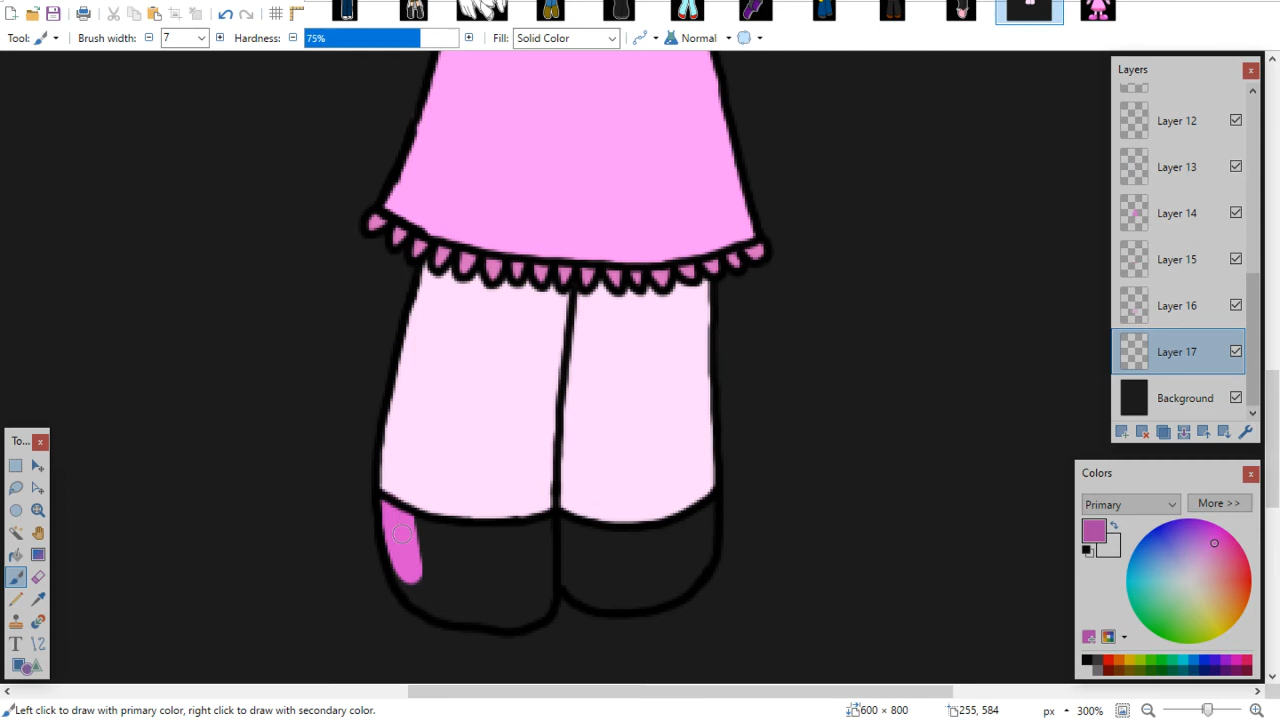 Tool: Brush width: 7 Hardness: 75% Fill: Solid Color Normal
Layers
Layer 12
Layer 13
Layer 14
Layer 15
Layer 16
Layer 17
Background
To...
Colors
Primary More >>
Left click to draw with primary color, right click to draw with secondary color. 600 × 800 255, 584 px 300%